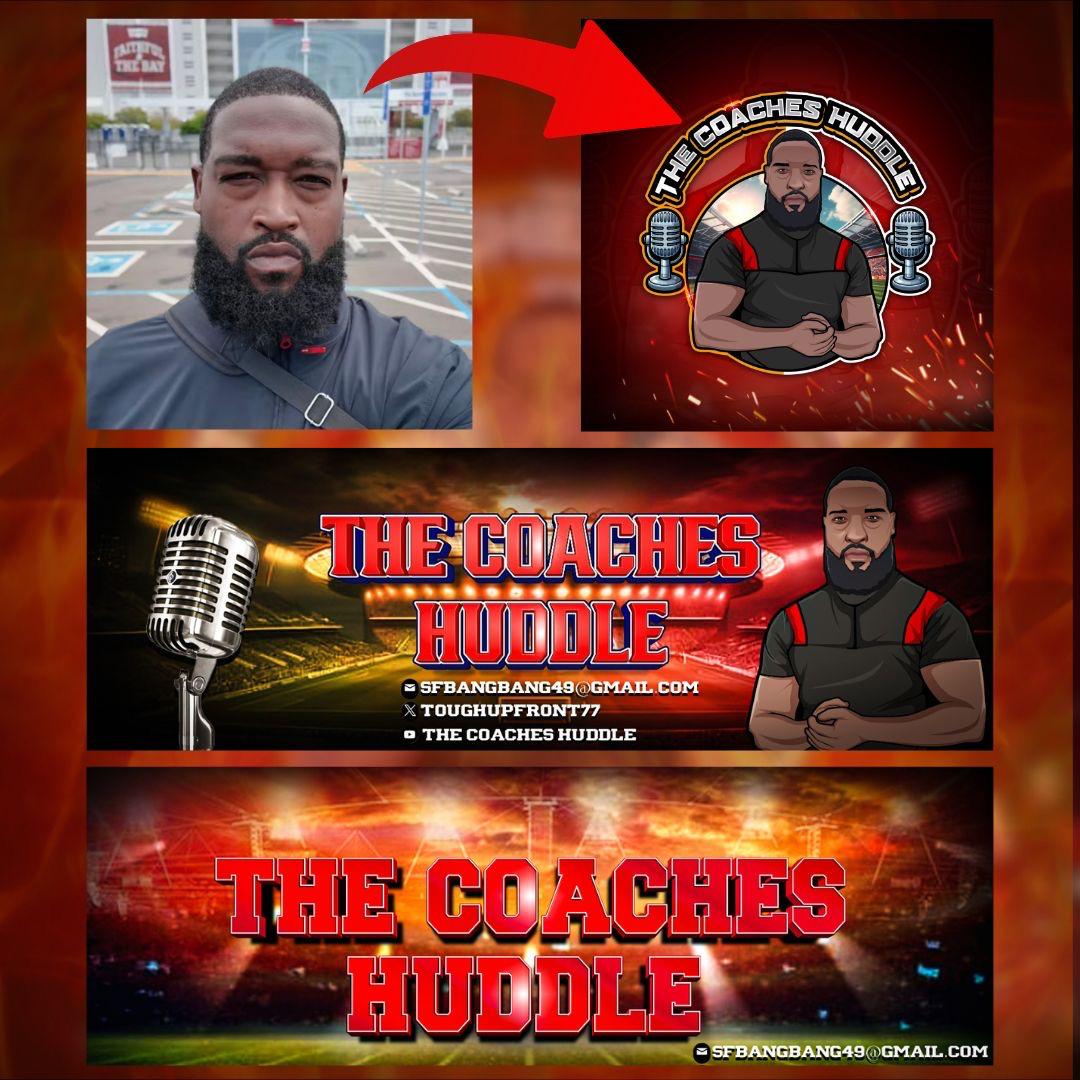 FAITHFUL
TO
THE BAY
THE COACHES HUDDLE
THE COACHES
HUDDLE
SFBANGBANG49@GMAIL.COM
TOUGHUPFRONT77
THE COACHES HUDDLE
THE COACHES
HUDDLE
SFBANGBANG49@GMAIL.COM